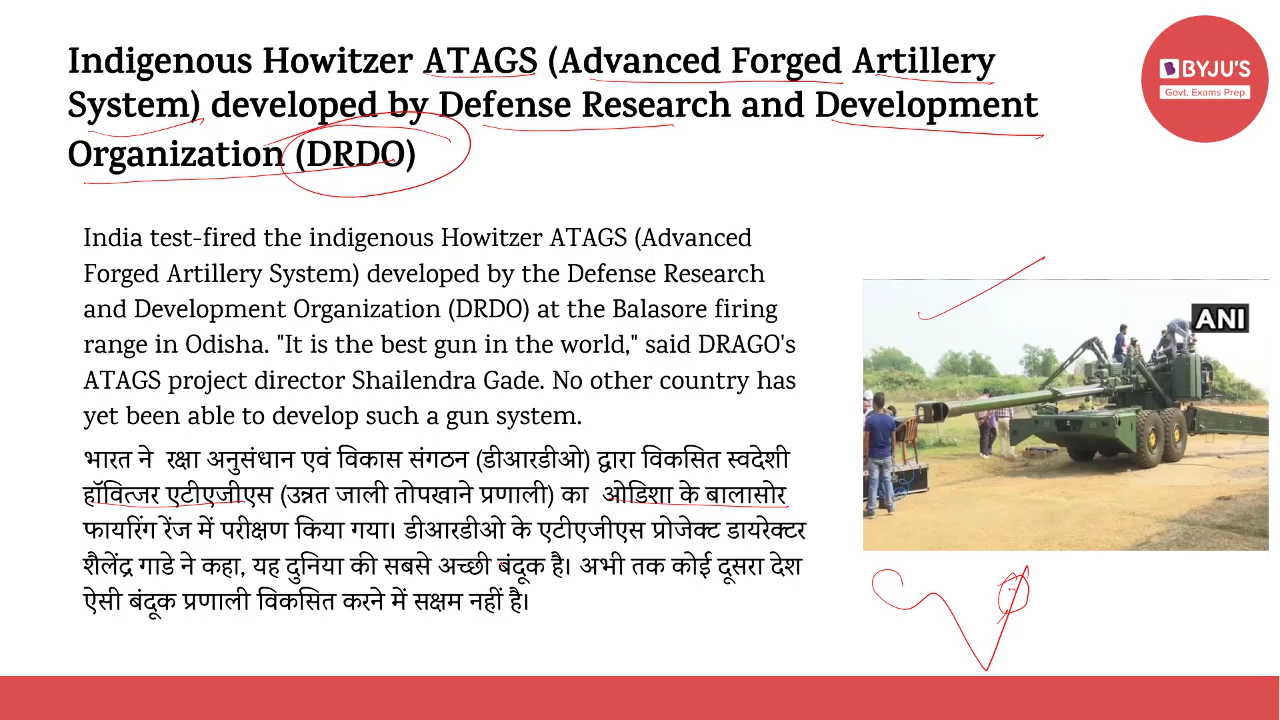 Indigenous Howitzer ATAGS (Advanced Forged Artillery
System) developed by Defense Research and Development
Organization (DRDO)
BYJU'S
Govt. Exams Prep
India test-fired the indigenous Howitzer ATAGS (Advanced
Forged Artillery System) developed by the Defense Research
and Development Organization (DRDO) at the Balasore firing
range in Odisha. "It is the best gun in the world," said DRAGO's
ATAGS project director Shailendra Gade. No other country has
yet been able to develop such a gun system.
भारत ने रक्षा अनुसंधान एवं विकास संगठन (डीआरडीओ) द्वारा विकसित स्वदेशी
हॉवित्जर एटीएजीएस (उन्नत जाली तोपखाने प्रणाली) का ओडिशा के बालासोर
फायरिंग रेंज में परीक्षण किया गया। डीआरडीओ के एटीएजीएस प्रोजेक्ट डायरेक्टर
शैलेंद्र गाडे ने कहा, यह दुनिया की सबसे अच्छी बंदूक है। अभी तक कोई दूसरा देश
ऐसी बंदूक प्रणाली विकसित करने में सक्षम नहीं है।
ANI